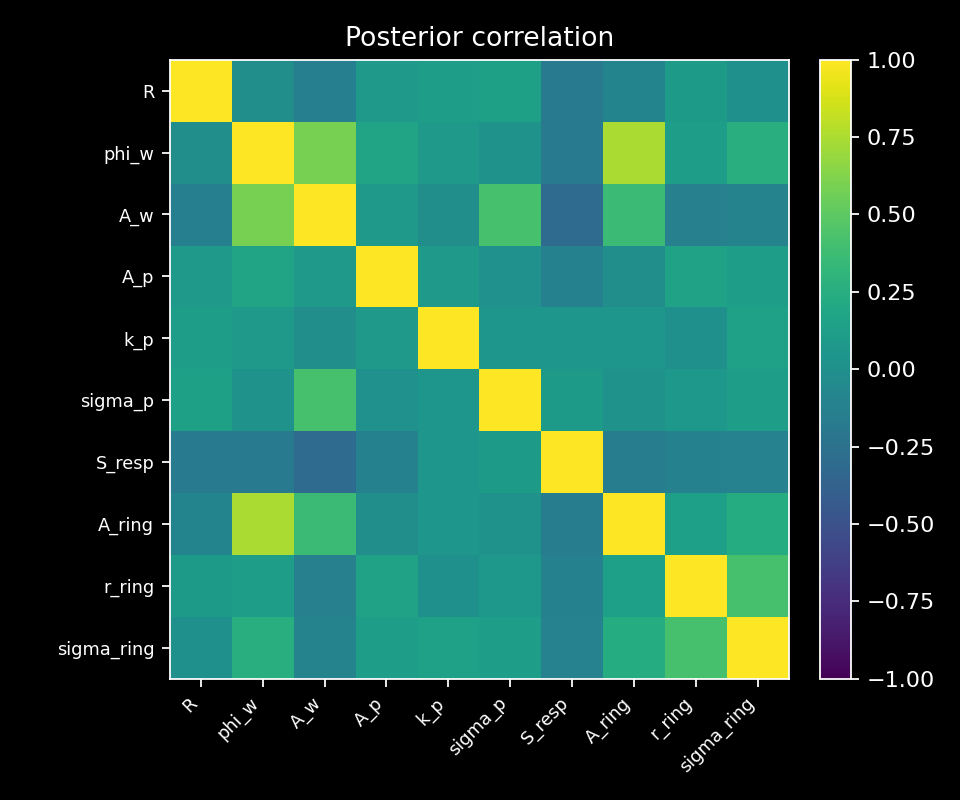 Posterior correlation
R
phi_w
A_w
A_p
k_p
sigma_p
S_resp
A_ring
r_ring
sigma_ring
R
phi_w
A_w
A_p
k_p
sigma_p
S_resp
A_ring
r_ring
sigma_ring
1.00
0.75
0.50
0.25
0.00
−0.25
−0.50
−0.75
−1.00